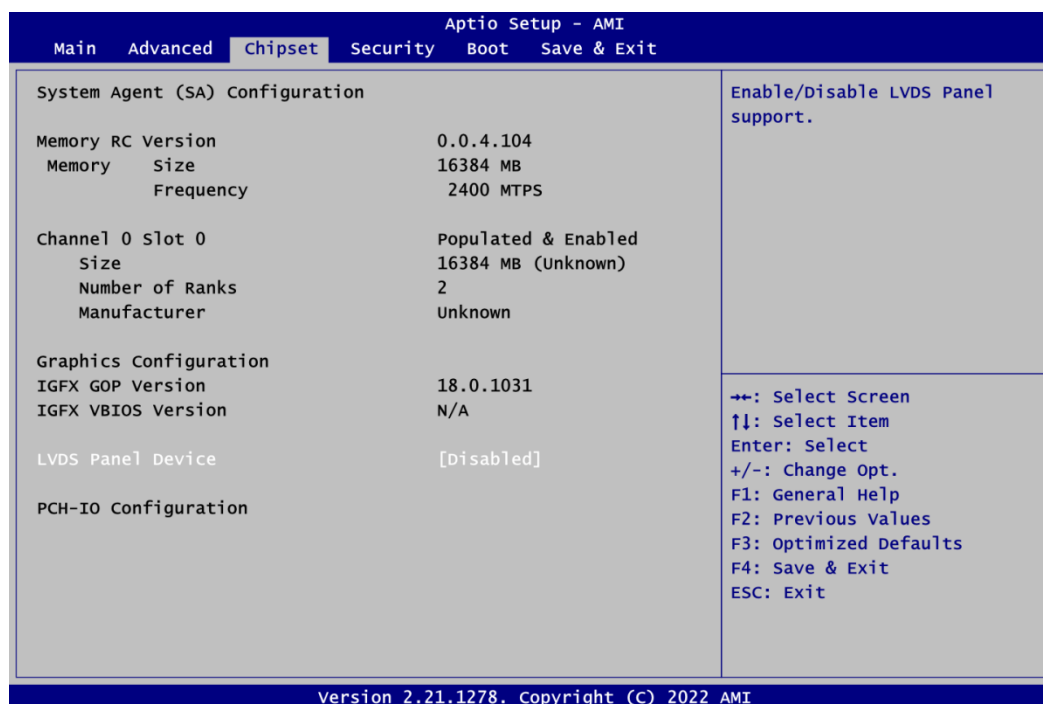 Aptio Setup - AMI
Main Advanced Chipset Security Boot Save & Exit
System Agent (SA) Configuration
Memory RC Version 0.0.4.104
Memory Size 16384 MB
Frequency 2400 MTPS
Channel 0 Slot 0 Populated & Enabled
Size 16384 MB (Unknown)
Number of Ranks 2
Manufacturer Unknown
Graphics Configuration
IGFX GOP Version 18.0.1031
IGFX VBIOS Version N/A
LVDS Panel Device [Disabled]
PCH-IO Configuration
Enable/Disable LVDS Panel
support.
→←: Select Screen
↑↓: Select Item
Enter: Select
+/-: Change Opt.
F1: General Help
F2: Previous Values
F3: Optimized Defaults
F4: Save & Exit
ESC: Exit
Version 2.21.1278. Copyright (C) 2022 AMI